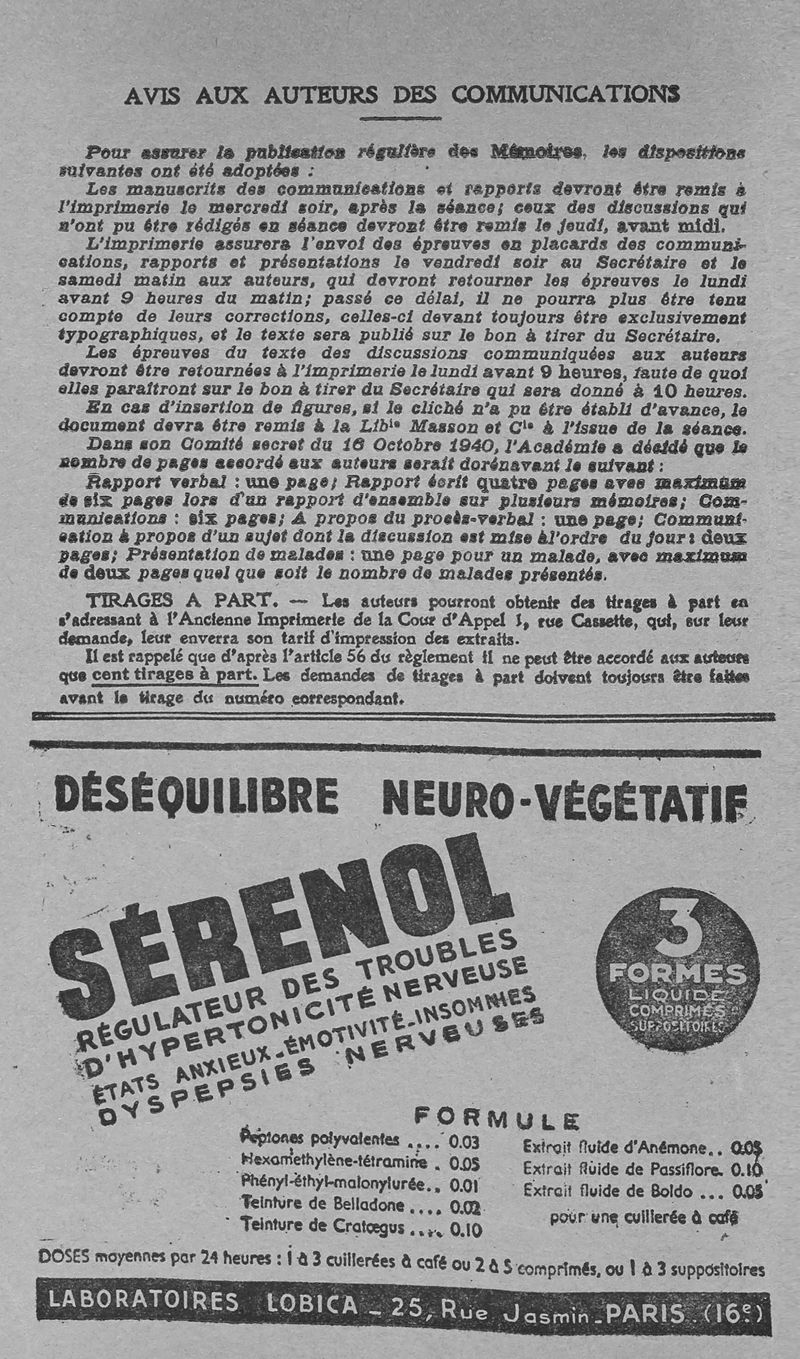 AVIS AUX AUTEURS DES COMMUNICATIONS
Pour assurer la publication régulière des Mémoires, les dispositions
suivantes ont été adoptées :
Les manuscrits des communications et rapports devront être remis à
l'imprimerie le mercredi soir, après la séance; ceux des discussions qui
n'ont pu être rédigés en séance devront être remis le jeudi, avant midi.
L'imprimerie assurera l'envoi des épreuves en placards des communi-
cations, rapports et présentations le vendredi soir au Secrétaire et le
samedi matin aux auteurs, qui devront retourner les épreuves le lundi
avant 9 heures du matin; passé ce délai, il ne pourra plus être tenu
compte de leurs corrections, celles-ci devant toujours être exclusivement
typographiques, et le texte sera publié sur le bon à tirer du Secrétaire.
Les épreuves du texte des discussions communiquées aux auteurs
devront être retournées à l'imprimerie le lundi avant 9 heures, faute de quoi
elles paraîtront sur le bon à tirer du Secrétaire qui sera donné à 10 heures.
En cas d'insertion de figures, si le cliché n'a pu être établi d'avance, le
document devra être remis à la Libie Masson et Cie à l'issue de la séance.
Dans son Comité secret du 16 Octobre 1940, l'Académie a décidé que le
nombre de pages accordé aux auteurs serait dorénavant le suivant :
Rapport verbal : une page; Rapport écrit quatre pages avec maximum
de six pages lors d'un rapport d'ensemble sur plusieurs mémoires; Com-
munications : six pages; A propos du procès-verbal : une page; Communi-
cation à propos d'un sujet dont la discussion est mise à l'ordre du jour : deux
pages; Présentation de malades : une page pour un malade, avec maximum
de deux pages quel que soit le nombre de malades présentés.
TIRAGES A PART. — Les auteurs pourront obtenir des tirages à part en
s'adressant à l'Ancienne Imprimerie de la Cour d'Appel 1, rue Cassette, qui, sur leur
demande, leur enverra son tarif d'impression des extraits.
Il est rappelé que d'après l'article 56 du règlement il ne peut être accordé aux auteurs
que cent tirages à part. Les demandes de tirages à part doivent toujours être faites
avant le tirage du numéro correspondant.
DÉSÉQUILIBRE NEURO-VÉGÉTATIF
SÉRENOL
RÉGULATEUR DES TROUBLES
D'HYPERTONICITÉ NERVEUSE
ÉTATS ANXIEUX-ÉMOTIVITÉ-INSOMNIES
DYSPEPSIES NERVEUSES
3
FORMES
LIQUIDE
COMPRIMÉS
SUPPOSITOIRES
FORMULE
Peptones polyvalentes .... 0.03
Hexamethylène-tétramine . 0.05
Phényl-éthyl-malonylurée.. 0.01
Teinture de Belladone .... 0.02
Teinture de Cratœgus .... 0.10
Extrait fluide d'Anémone.. 0.05
Extrait fluide de Passiflore. 0.10
Extrait fluide de Boldo ... 0.05
pour une cuillerée à café
DOSES moyennes par 24 heures : 1 à 3 cuillerées à café ou 2 à 5 comprimés, ou 1 à 3 suppositoires
LABORATOIRES LOBICA - 25, Rue Jasmin - PARIS (16e)